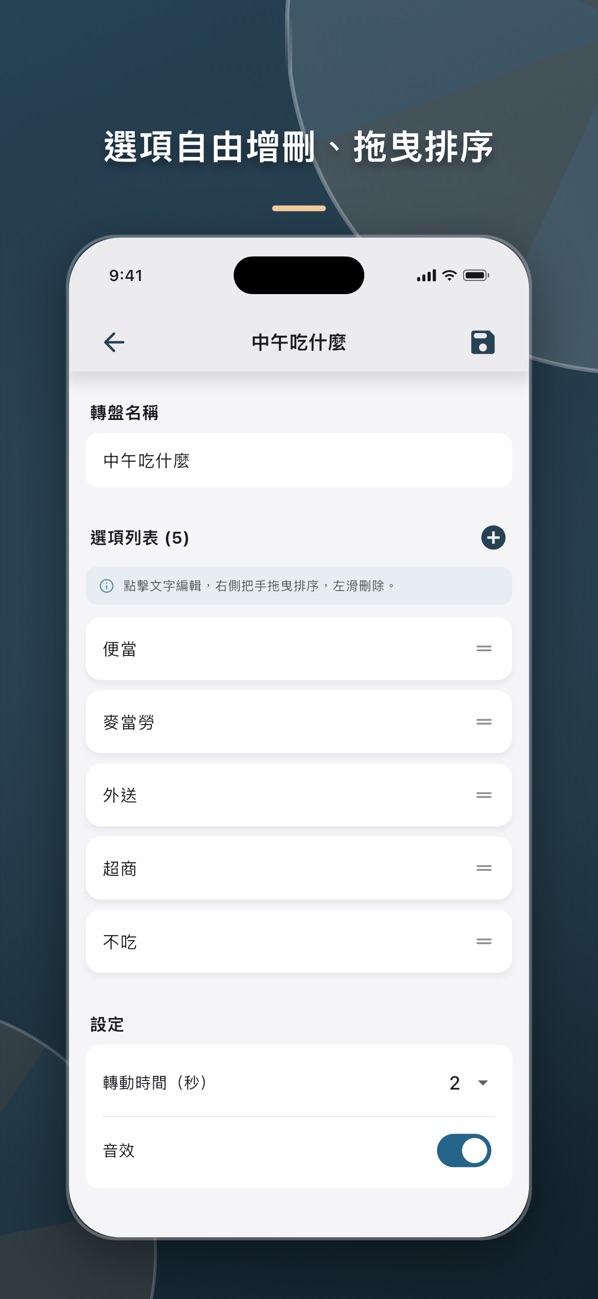 選項自由增刪、拖曳排序
9:41
中午吃什麼
轉盤名稱
中午吃什麼
選項列表 (5)
點擊文字編輯，右側把手拖曳排序，左滑刪除。
便當
麥當勞
外送
超商
不吃
設定
轉動時間（秒） 2
音效